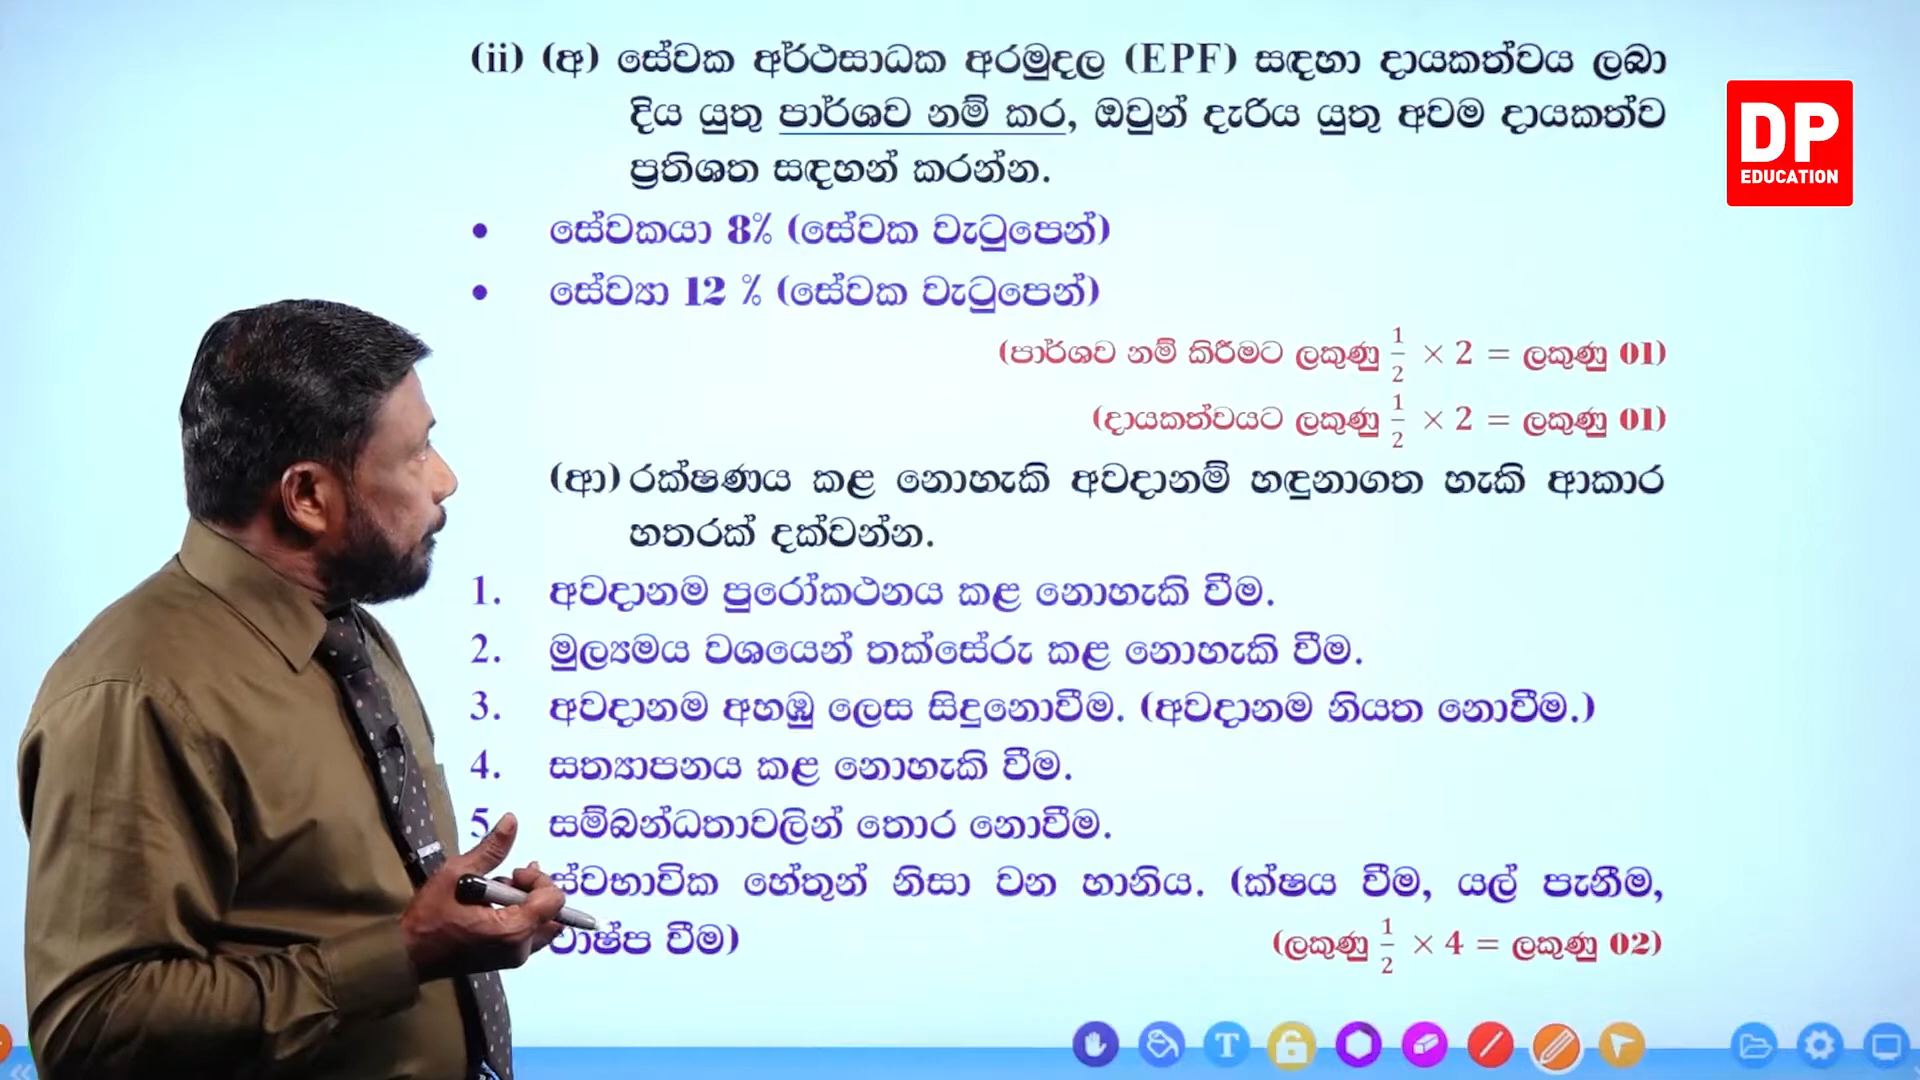 (ii) (අ) සේවක අර්ථසාධක අරමුදල (EPF) සඳහා දායකත්වය ලබා
දිය යුතු පාර්ශව නම් කර, ඔවුන් දැරිය යුතු අවම දායකත්ව
ප්‍රතිශත සඳහන් කරන්න.
DP
EDUCATION
• සේවකයා 8% (සේවක වැටුපෙන්)
• සේව්‍යා 12 % (සේවක වැටුපෙන්)
(පාර්ශව නම් කිරීමට ලකුණු 1/2 × 2 = ලකුණු 01)
(දායකත්වයට ලකුණු 1/2 × 2 = ලකුණු 01)
(ආ) රක්ෂණය කළ නොහැකි අවදානම් හඳුනාගත හැකි ආකාර
හතරක් දක්වන්න.
1. අවදානම පුරෝකථනය කළ නොහැකි වීම.
2. මුල්‍යමය වශයෙන් තක්සේරු කළ නොහැකි වීම.
3. අවදානම අහඹු ලෙස සිදුනොවීම. (අවදානම නියත නොවීම.)
4. සත්‍යාපනය කළ නොහැකි වීම.
5. සම්බන්ධතාවලින් තොර නොවීම.
ස්වභාවික හේතුන් නිසා වන හානිය. (ක්ෂය වීම, යල් පැනීම,
වාෂ්ප වීම)
(ලකුණු 1/2 × 4 = ලකුණු 02)